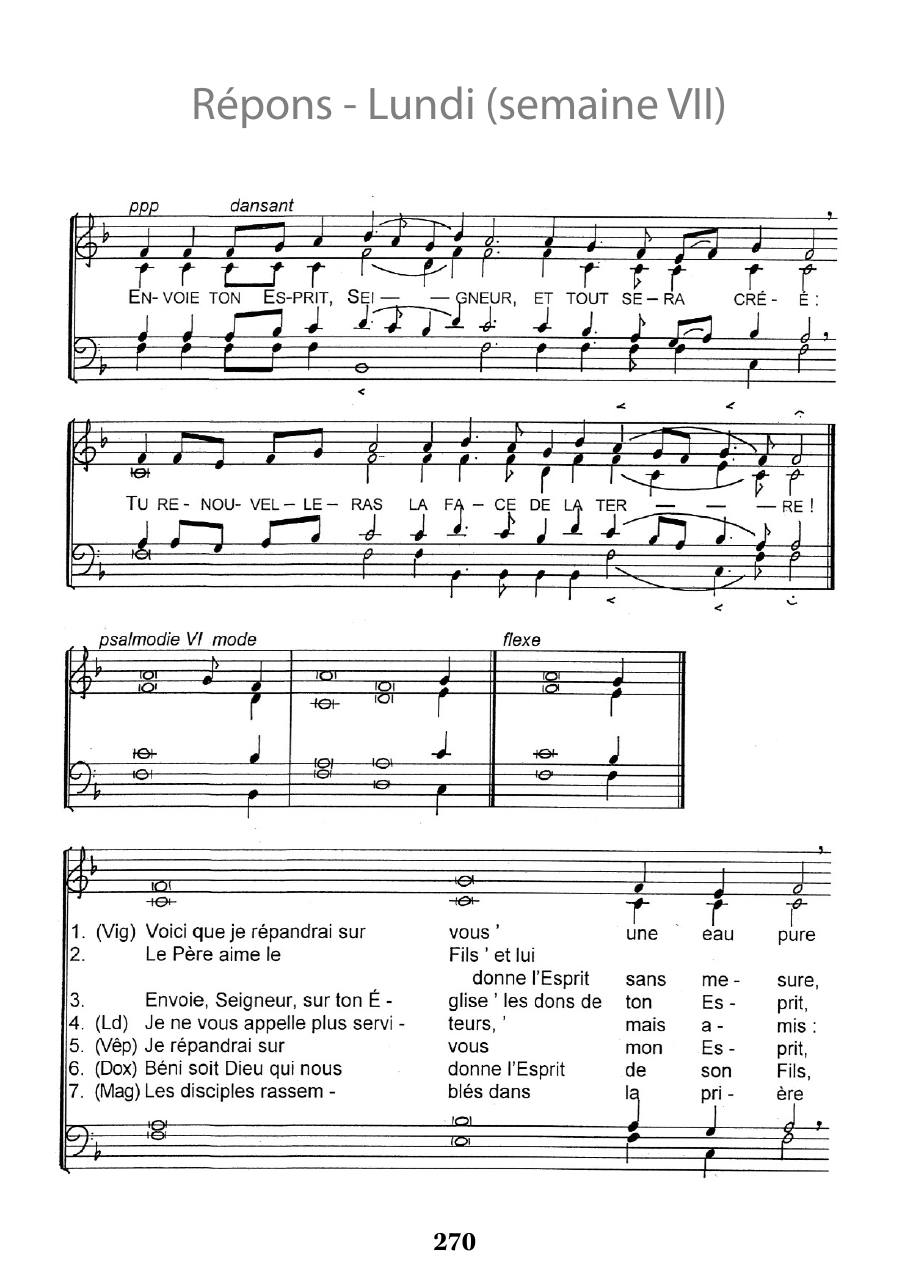 Répons - Lundi (semaine VII)
ppp dansant
EN-VOIE TON ES-PRIT, SEI — — GNEUR, ET TOUT SE – RA CRÉ - É :
TU RE - NOU- VEL – LE – RAS LA FA – CE DE LA TER — — — RE !
psalmodie VI mode flexe
1. (Vig) Voici que je répandrai sur vous ’ une eau pure
2. Le Père aime le Fils ’ et lui
donne l’Esprit sans me - sure,
3. Envoie, Seigneur, sur ton É - glise ’ les dons de ton Es - prit,
4. (Ld) Je ne vous appelle plus servi - teurs, ’ mais a - mis :
5. (Vêp) Je répandrai sur vous mon Es - prit,
6. (Dox) Béni soit Dieu qui nous donne l’Esprit de son Fils,
7. (Mag) Les disciples rassem - blés dans la pri - ère
270